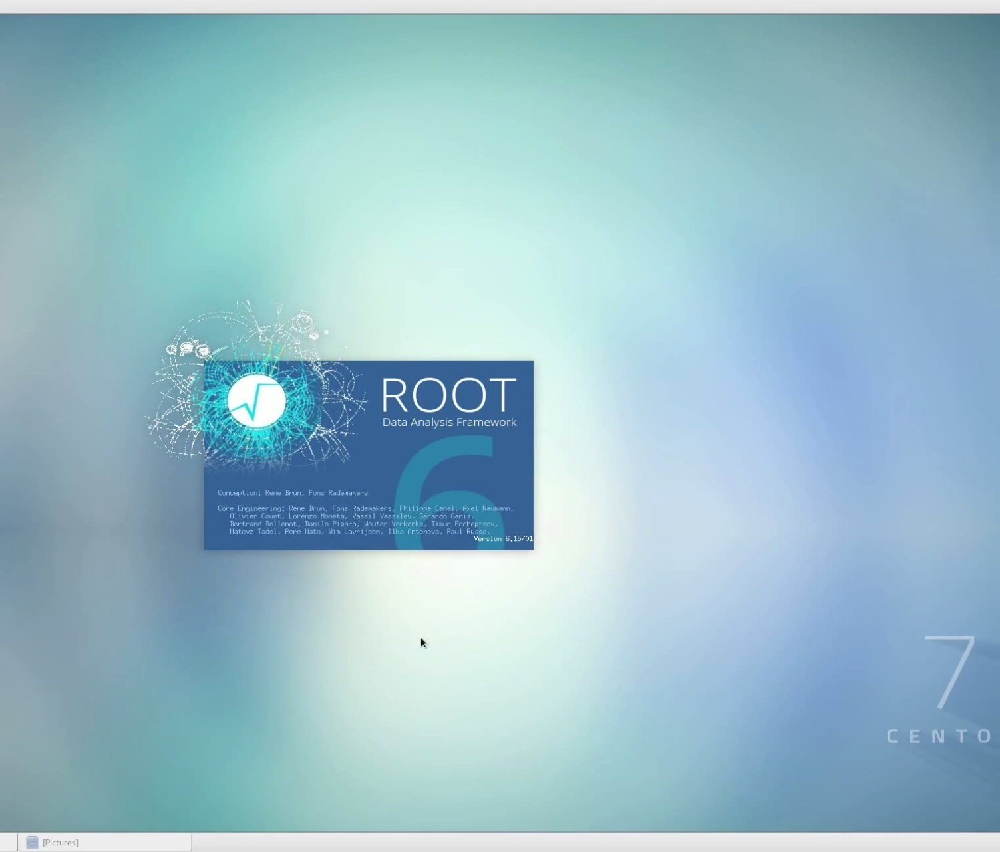 ROOT
Data Analysis Framework
6
Conception: Rene Brun, Fons Rademakers
Core Engineering: Rene Brun, Fons Rademakers, Philippe Canal, Axel Naumann,
Olivier Couet, Lorenzo Moneta, Vassil Vassilev, Gerardo Ganis,
Bertrand Bellenot, Danilo Piparo, Wouter Verkerke, Timur Pocheptsov,
Matevz Tadel, Pere Mato, Wim Lavrijsen, Ilka Antcheva, Paul Russo,
Version 6.15/01
7
CENTO
[Pictures]